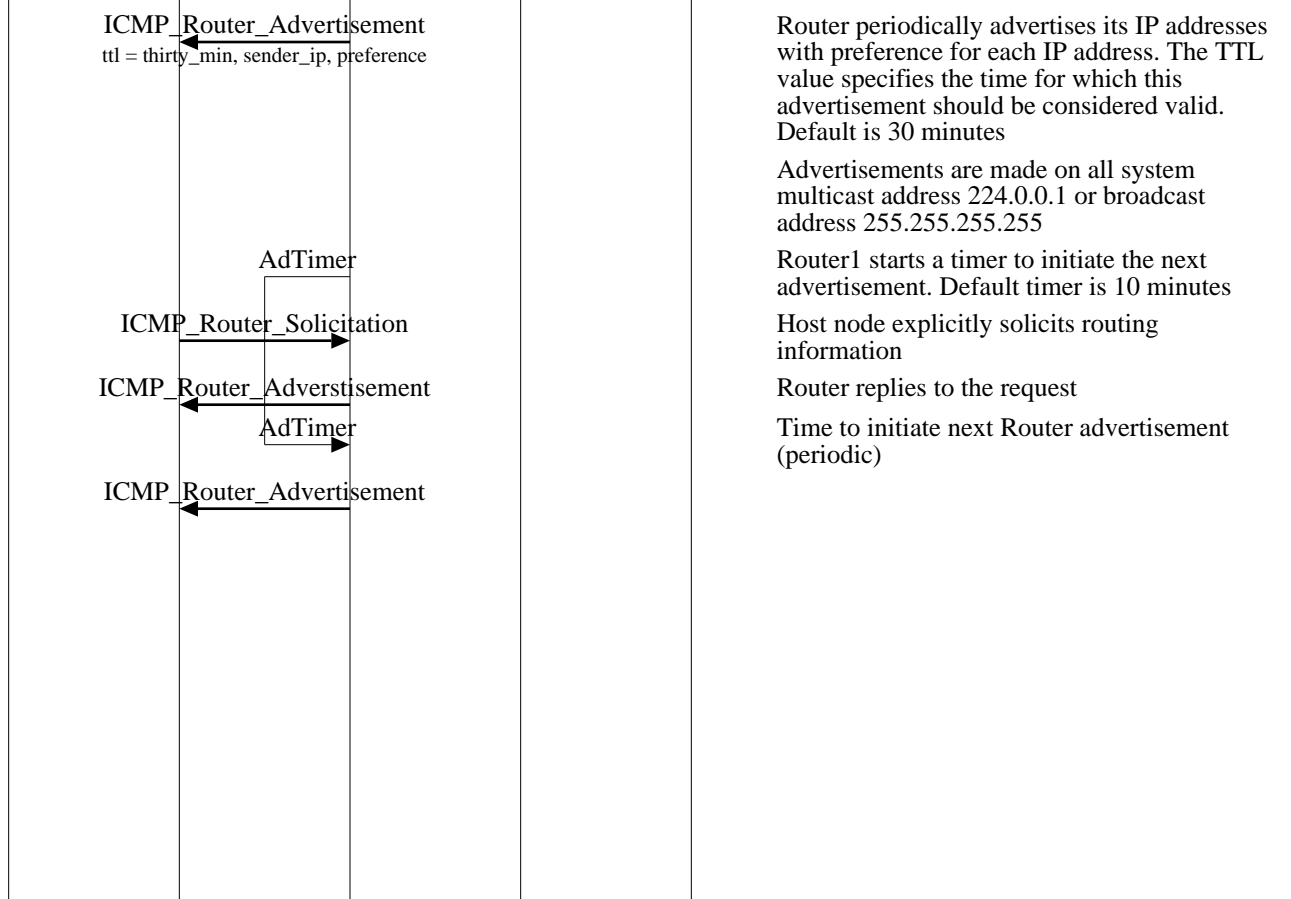 ICMP_Router_Advertisement
ttl = thirty_min, sender_ip, preference
Router periodically advertises its IP addresses
with preference for each IP address. The TTL
value specifies the time for which this
advertisement should be considered valid.
Default is 30 minutes
Advertisements are made on all system
multicast address 224.0.0.1 or broadcast
address 255.255.255.255
AdTimer
Router1 starts a timer to initiate the next
advertisement. Default timer is 10 minutes
ICMP_Router_Solicitation
Host node explicitly solicits routing
information
ICMP_Router_Adverstisement
Router replies to the request
AdTimer
Time to initiate next Router advertisement
(periodic)
ICMP_Router_Advertisement